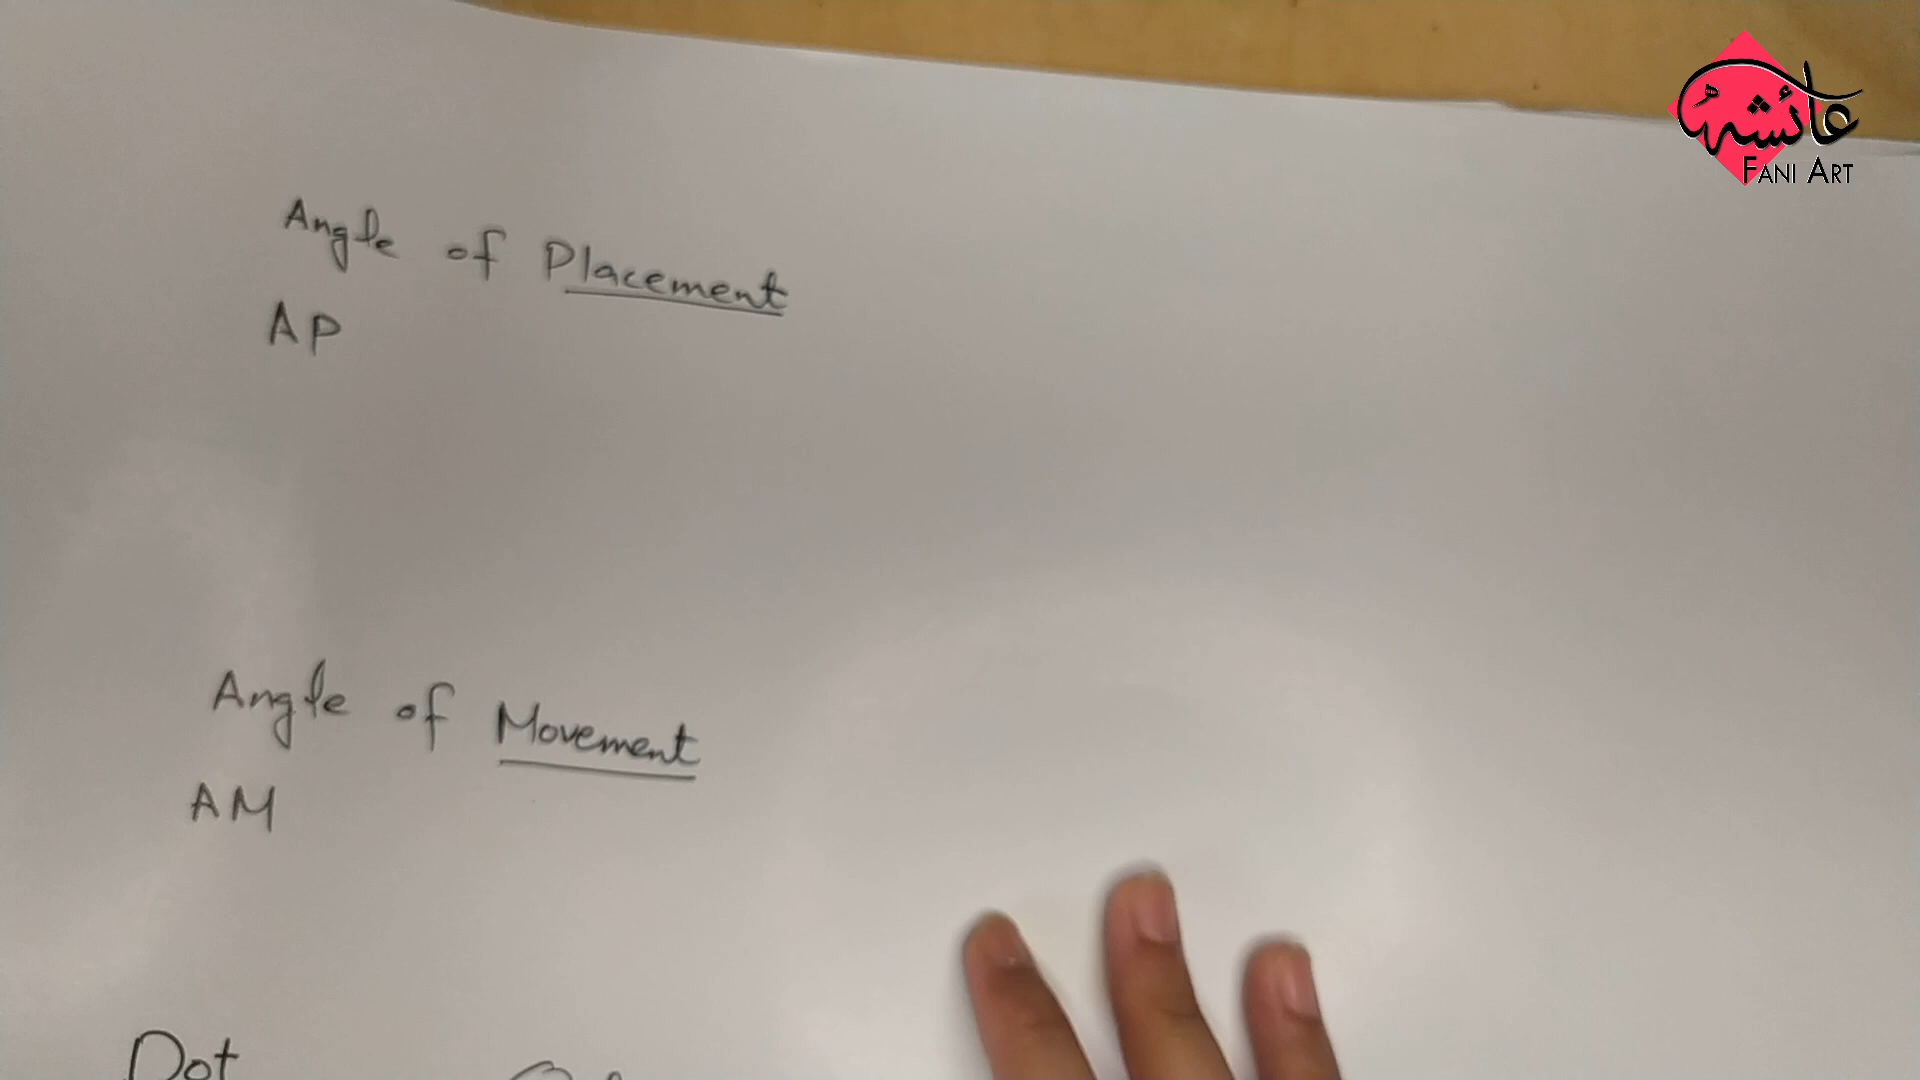 عائشہ
FANI ART
Angle of Placement
AP
Angle of Movement
AM
Dot